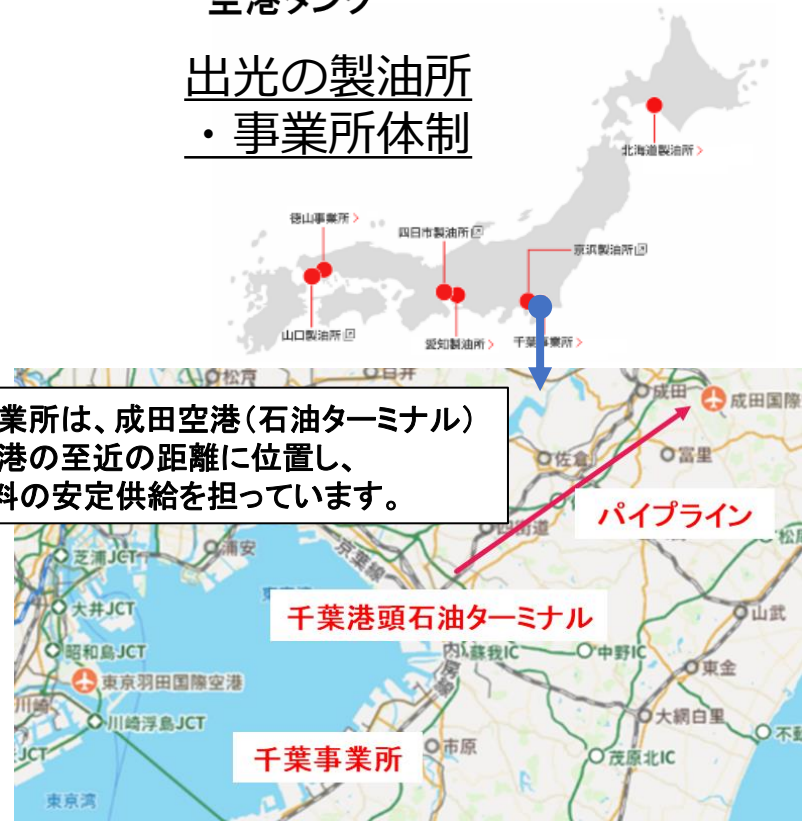 空港タンク
出光の製油所
・事業所体制
北海道製油所
徳山事業所
四日市製油所
京浜製油所
山口製油所
愛知製油所
千葉事業所
松戸
白井
成田
成田国際
業所は、成田空港(石油ターミナル)
港の至近の距離に位置し、
料の安定供給を担っています。
佐倉
富里
四街道
パイプライン
松尾
芝浦JCT
浦安
京葉線
大井JCT
千葉港頭石油ターミナル
山武
昭和島JCT
内房線
蘇我IC
中野IC
東京羽田国際空港
東金
川崎
川崎浮島JCT
大網白里
JCT
千葉事業所
市原
茂原北IC
不動
東京湾